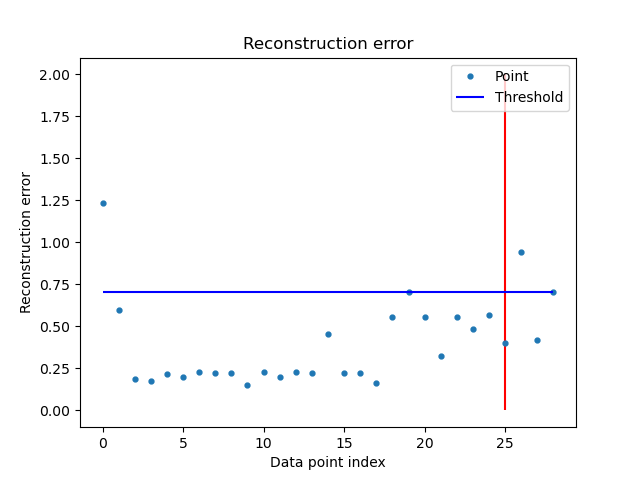 Reconstruction error
Point
Threshold
2.00
1.75
1.50
1.25
1.00
0.75
0.50
0.25
0.00
Reconstruction error
0 5 10 15 20 25
Data point index